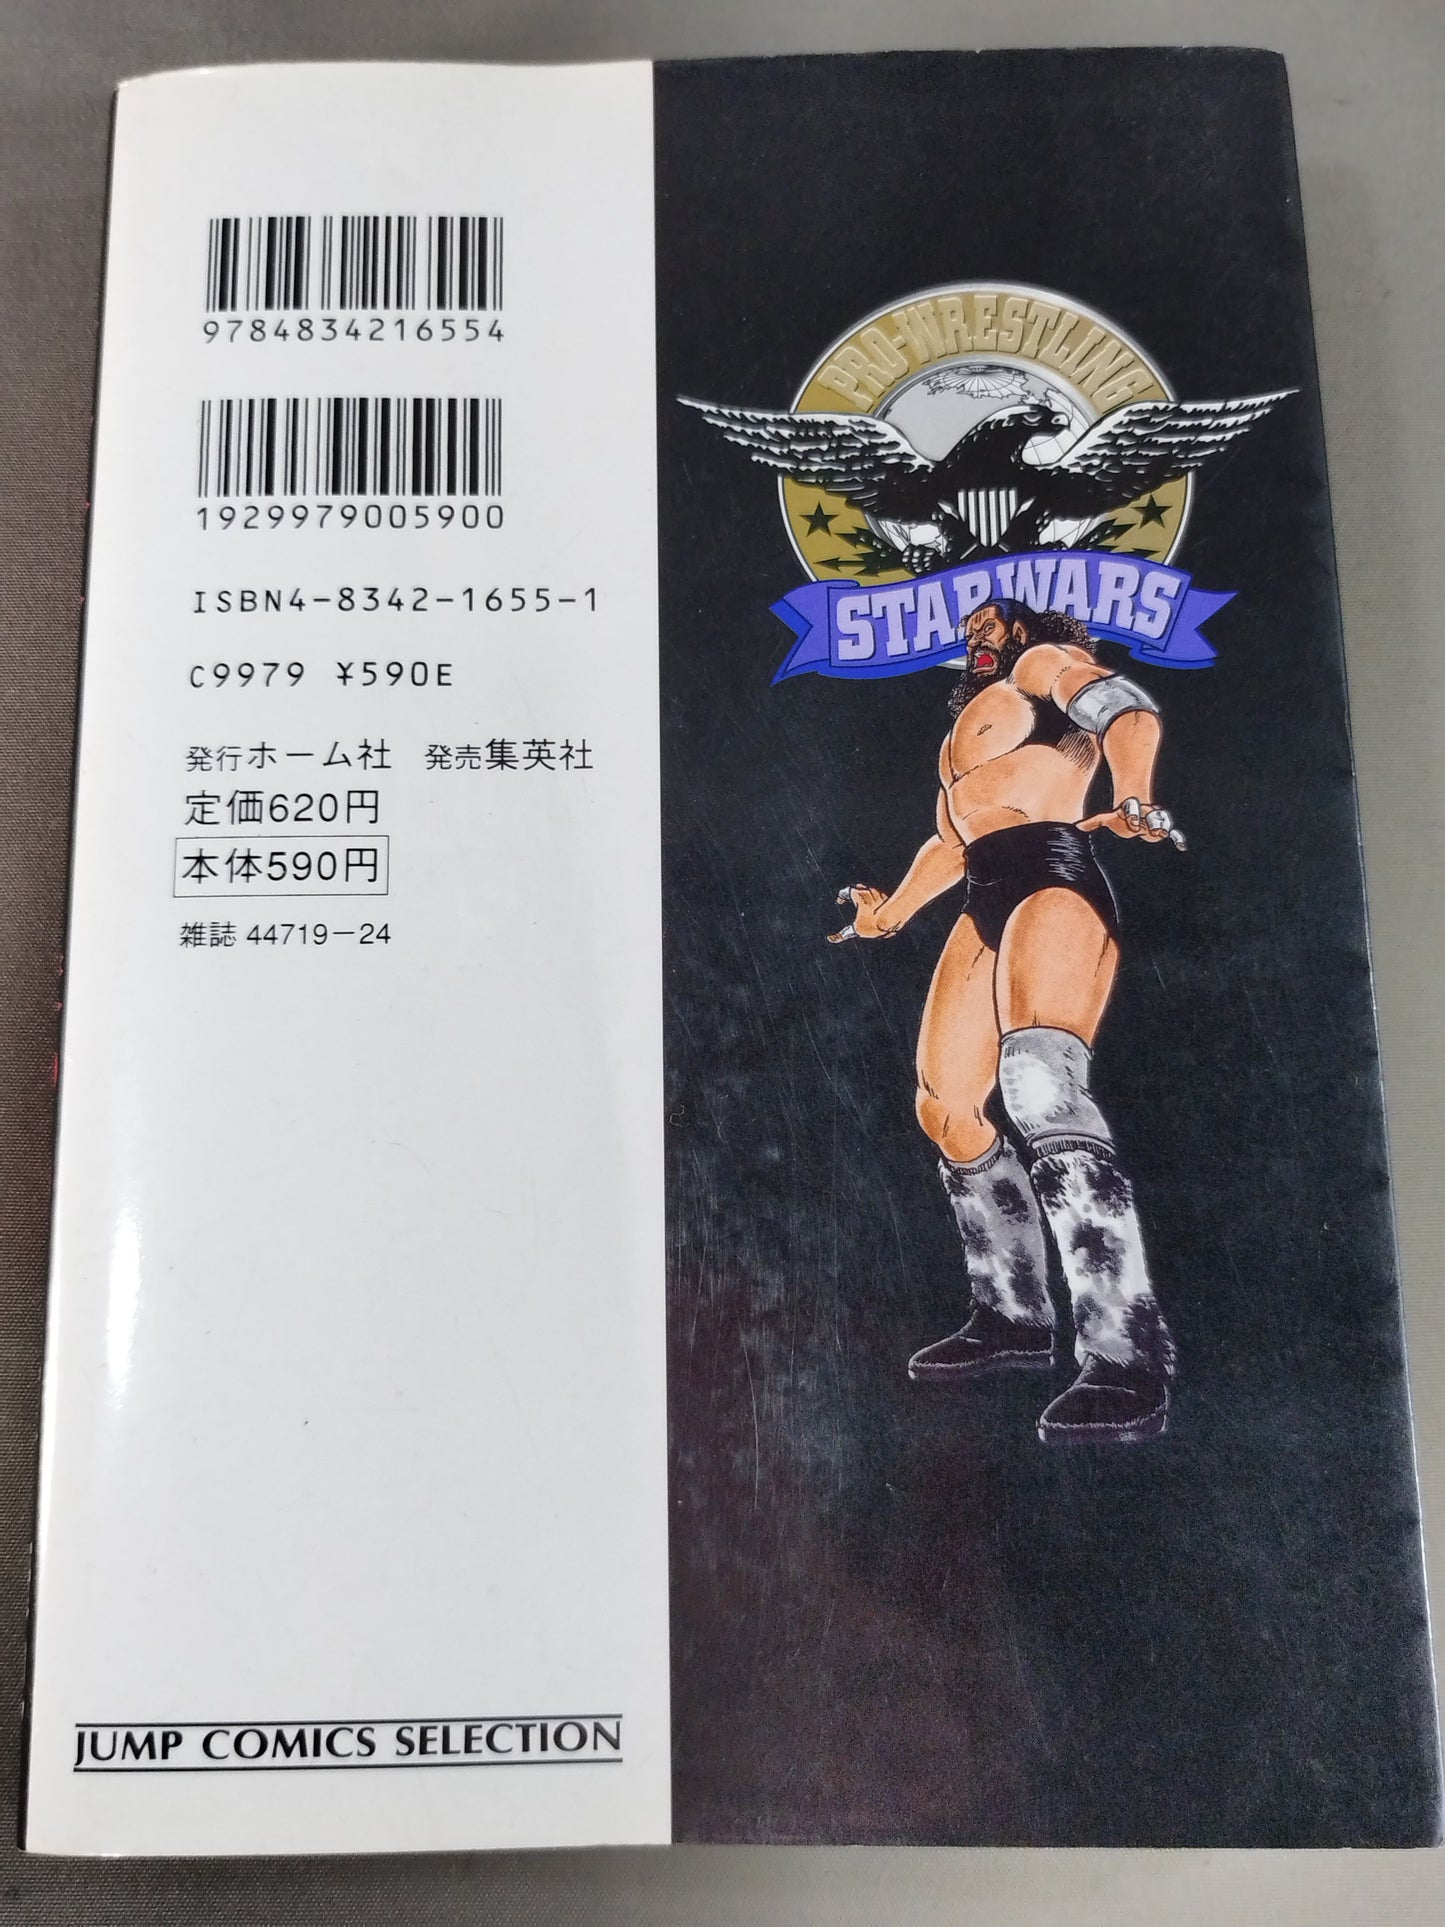 9784834216554
1929979005900
ISBN4-8342-1655-1
C9979 ¥590E
発行ホーム社 発売集英社
定価620円
本体590円
雑誌 44719-24
JUMP COMICS SELECTION
PRO-WRESTLING
STARWARS